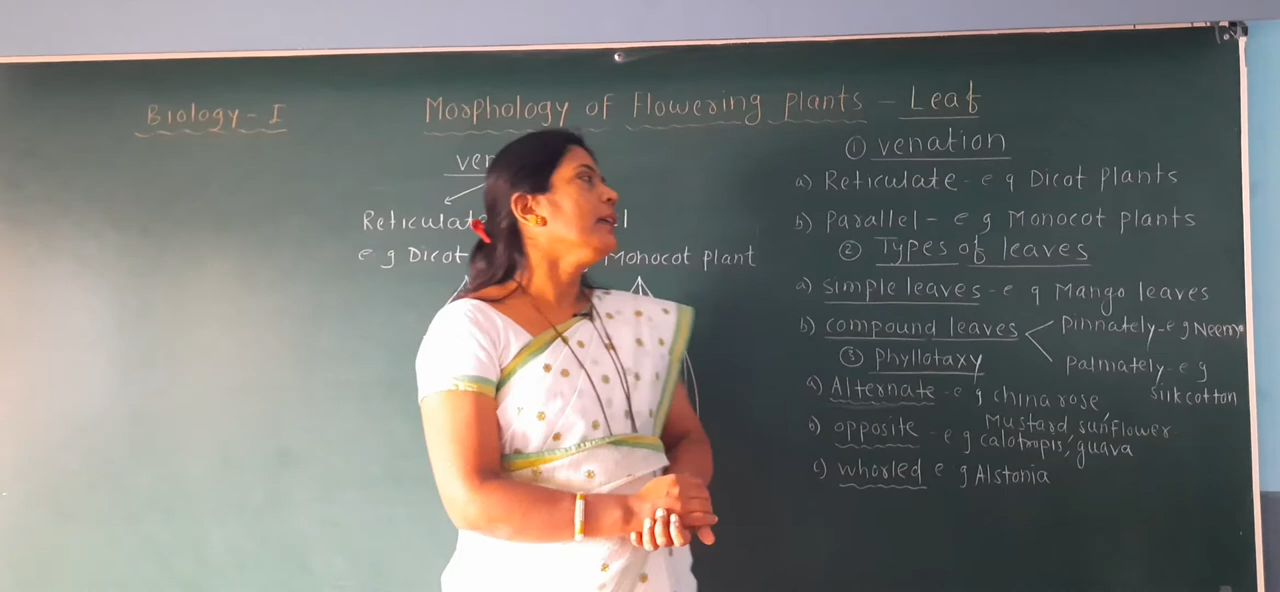 Biology - I
Morphology of Flowering plants - Leaf
Reticulate
e g Dicot
Monocot plant
① venation
a) Reticulate - e g Dicot plants
b) Parallel - e g Monocot plants
② Types of leaves
a) simple leaves - e g Mango leaves
b) compound leaves
Pinnately - e g Neem
Palmately - e g
silk cotton
③ Phyllotaxy
a) Alternate - e g china rose
Mustard sunflower
b) opposite - e g calotropis, guava
c) whorled e g Alstonia